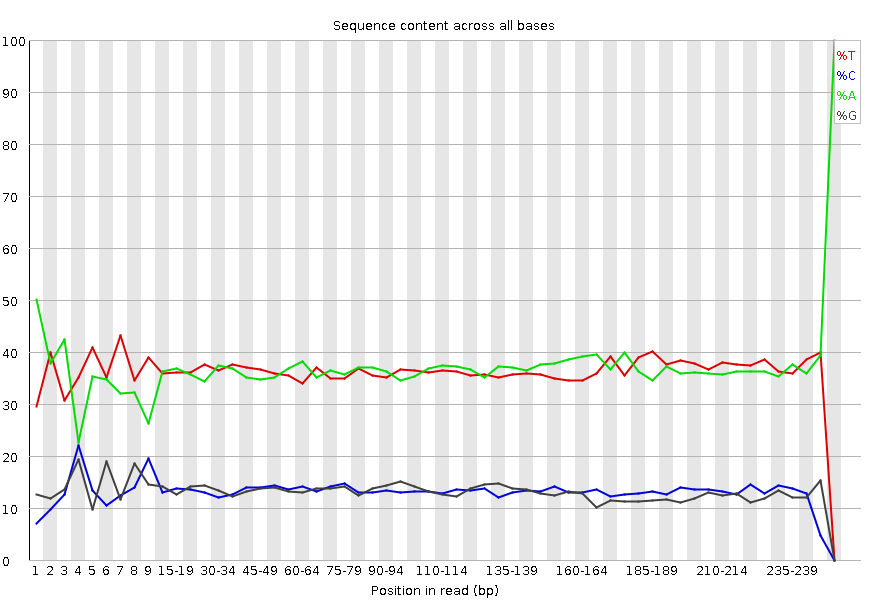 Sequence content across all bases
100
90
80
70
60
50
40
30
20
10
0
%T
%C
%A
%G
1 2 3 4 5 6 7 8 9 15-19 30-34 45-49 60-64 75-79 90-94 110-114 135-139 160-164 185-189 210-214 235-239
Position in read (bp)